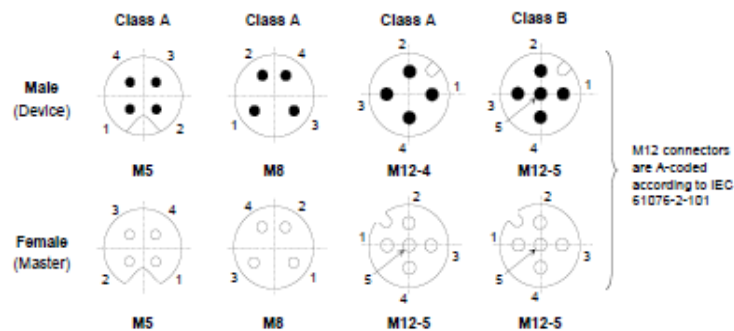 Class A Class A Class A Class B
4 3 2 4 2 2
Male
(Device)
1 1
3 3
5
1 2 1 3 4 4
M5 M8 M12-4 M12-5
M12 connectors
are A-coded
according to IEC
61076-2-101
3 4 4 2 2 2
Female
(Master)
1 3 1 3
2 1 3 1 5 4 5 4
M5 M8 M12-5 M12-5